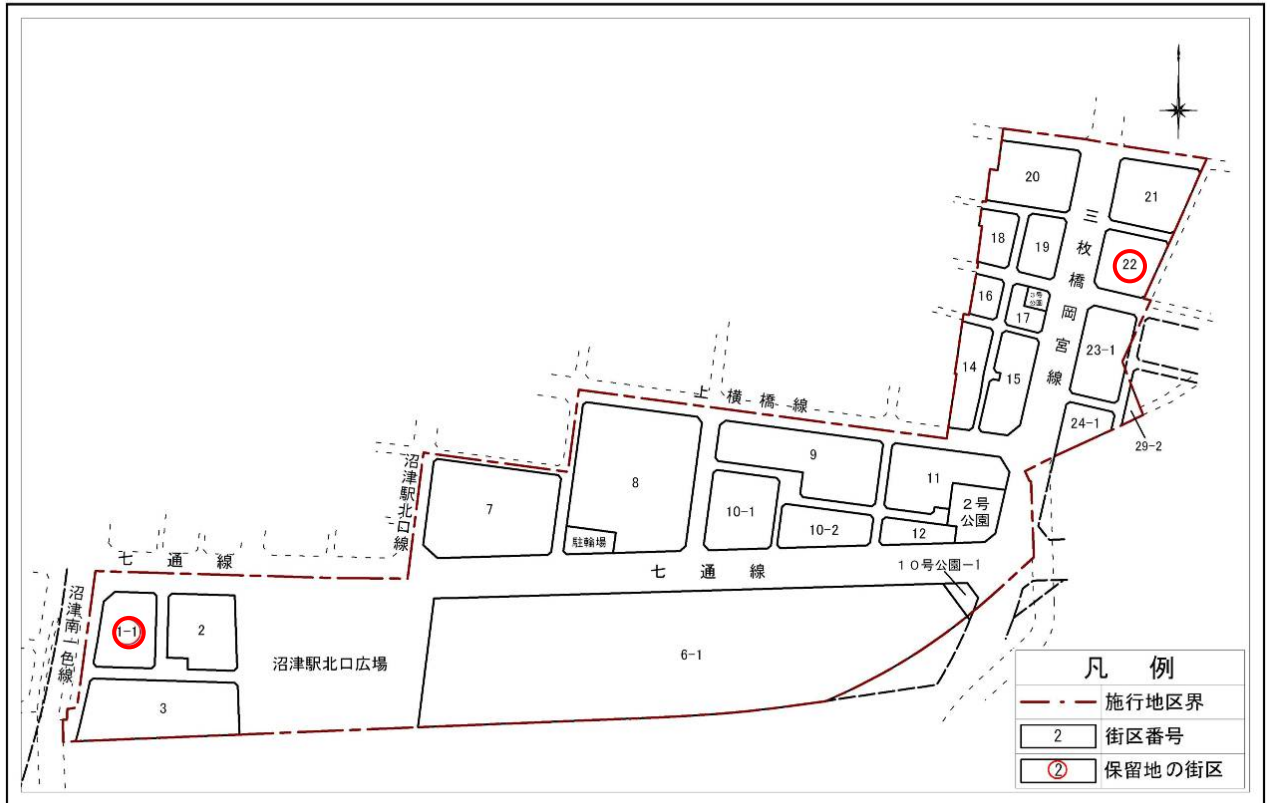 20
21
三枚橋岡宮線
18
19
22
16
3号
公園
17
23-1
14
15
24-1
29-2
上横橋線
沼津駅北口線
9
11
8
7
10-1
10-2
12
2号
公園
駐輪場
七通線
10号公園-1
七通線
沼津南一色線
1-1
2
沼津駅北口広場
6-1
3
凡例
施行地区界
2 街区番号
② 保留地の街区